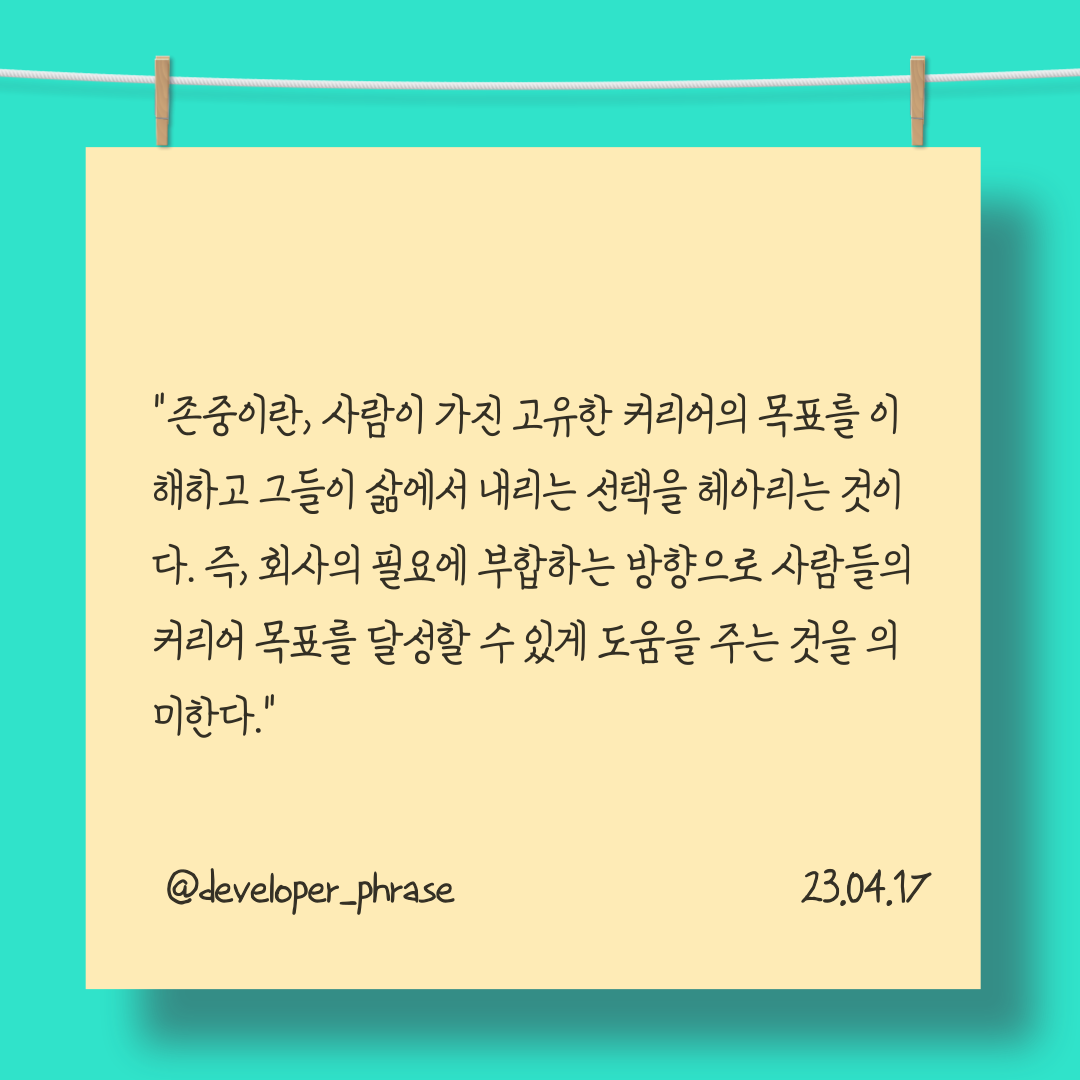 "존중이란, 사람이 가진 고유한 커리어의 목표를 이
해하고 그들이 삶에서 내리는 선택을 헤아리는 것이
다. 즉, 회사의 필요에 부합하는 방향으로 사람들의
커리어 목표를 달성할 수 있게 도움을 주는 것을 의
미한다."
@developer_phrase 23.04.17